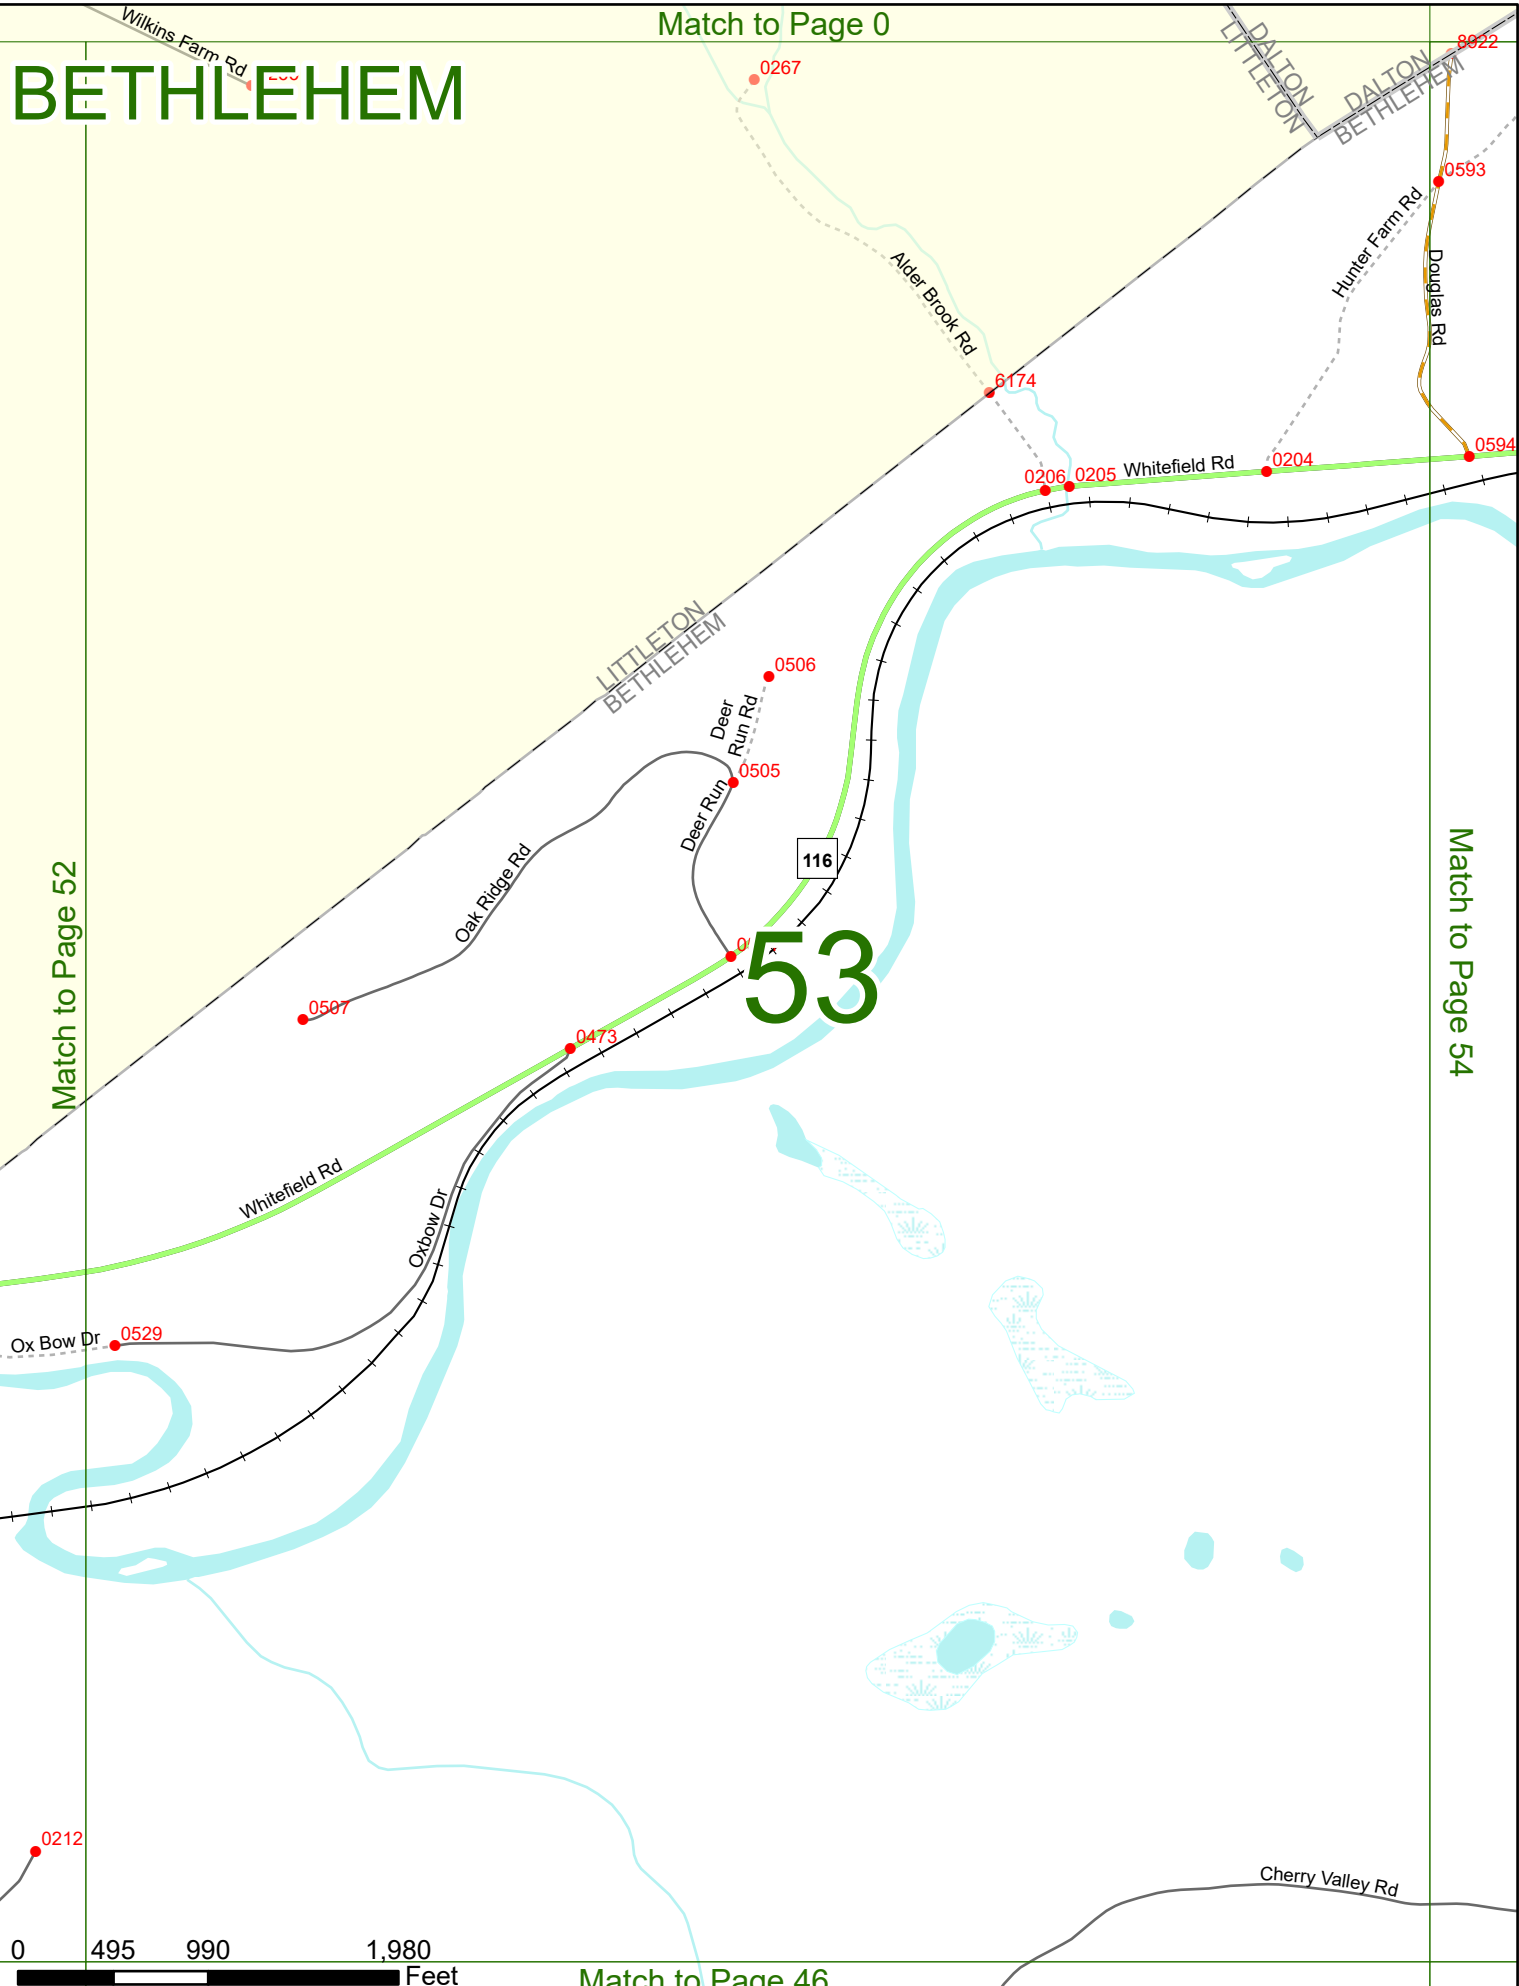 Match to Page 0
Wilkins Farm Rd
BETHLEHEM
0267
DALTON
LITTLETON
DALTON
BETHLEHEM
8922
0593
Hunter Farm Rd
Douglas Rd
Alder Brook Rd
6174
0594
0206
0205
Whitefield Rd
0204
LITTLETON
BETHLEHEM
0506
Deer
Run Rd
0505
Deer Run
116
Oak Ridge Rd
Match to Page 52
Match to Page 54
53
0507
0473
Whitefield Rd
Oxbow Dr
Ox Bow Dr
0529
0212
Cherry Valley Rd
0 495 990 1,980
Feet
Match to Page 46